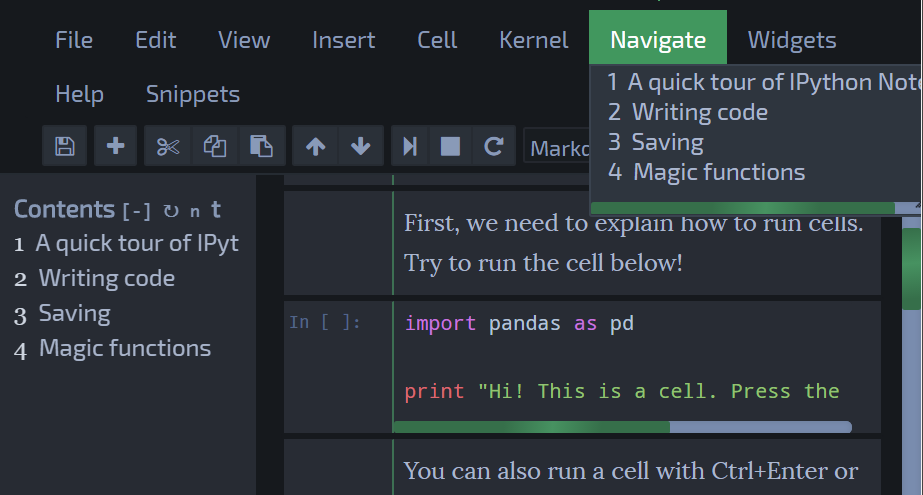 File Edit View Insert Cell Kernel Navigate Widgets
Help Snippets
1 A quick tour of IPython Note
2 Writing code
3 Saving
4 Magic functions
Contents [-] ↻ n t
1 A quick tour of IPyt
2 Writing code
3 Saving
4 Magic functions
First, we need to explain how to run cells.
Try to run the cell below!
In [ ]:
import pandas as pd
print "Hi! This is a cell. Press the
You can also run a cell with Ctrl+Enter or